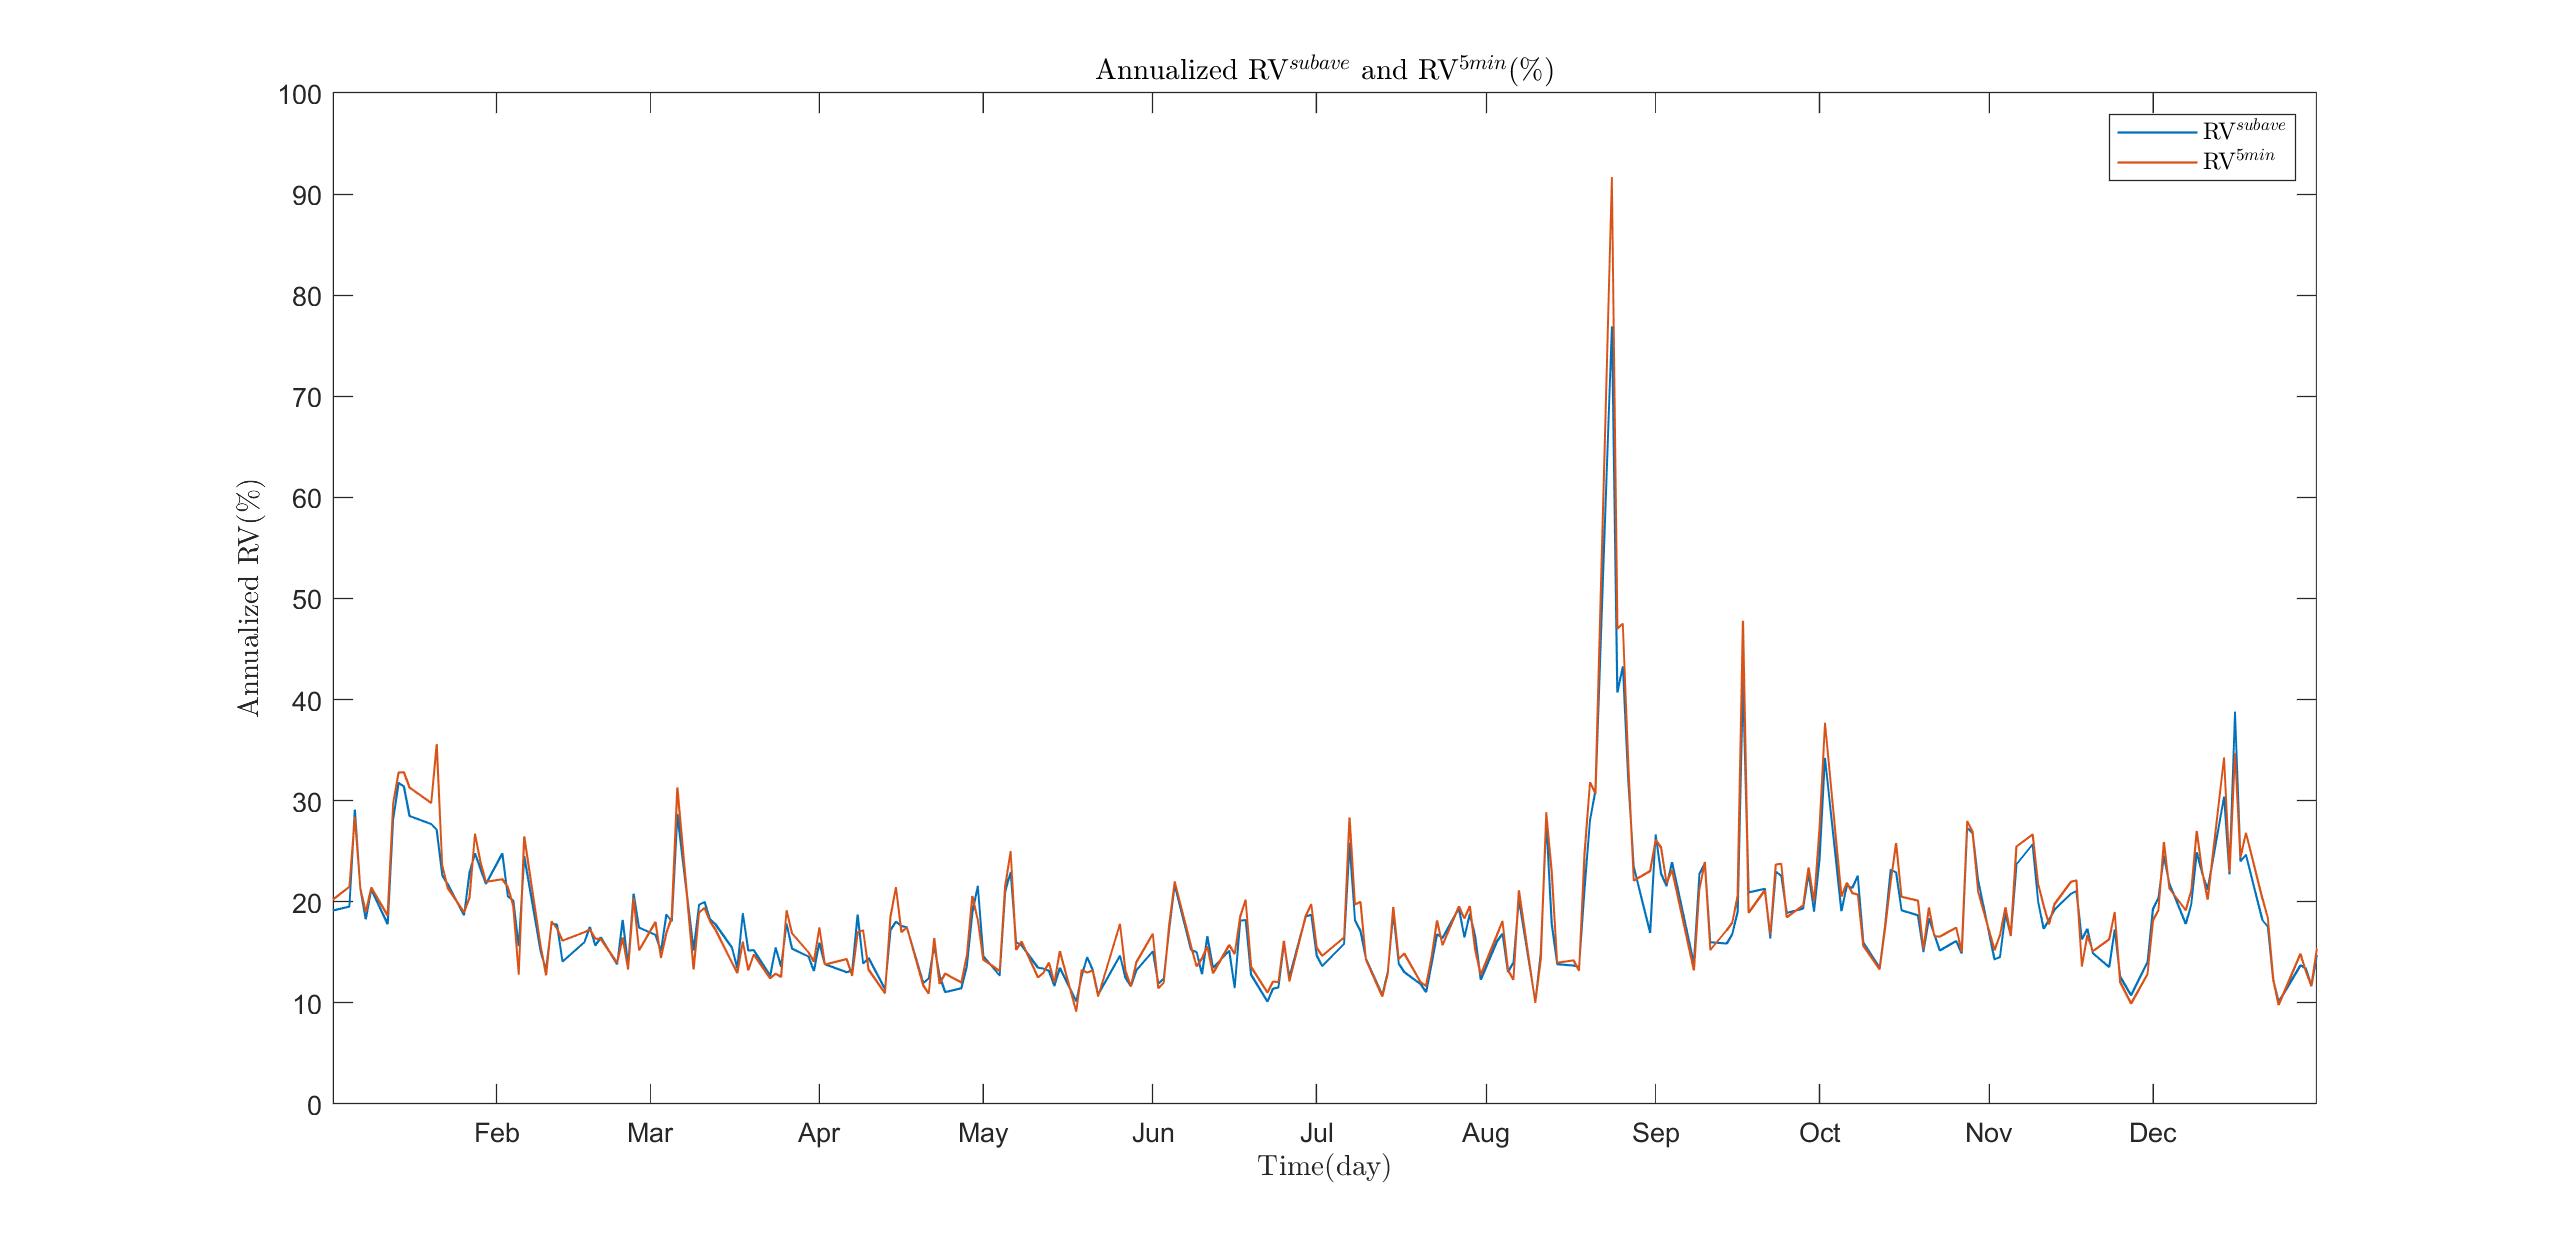 Annualized RV^subave and RV^5min(%)
100
RV^subave
RV^5min
90
80
70
60
50
40
30
20
10
0
Annualized RV(%)
Feb Mar Apr May Jun Jul Aug Sep Oct Nov Dec
Time(day)